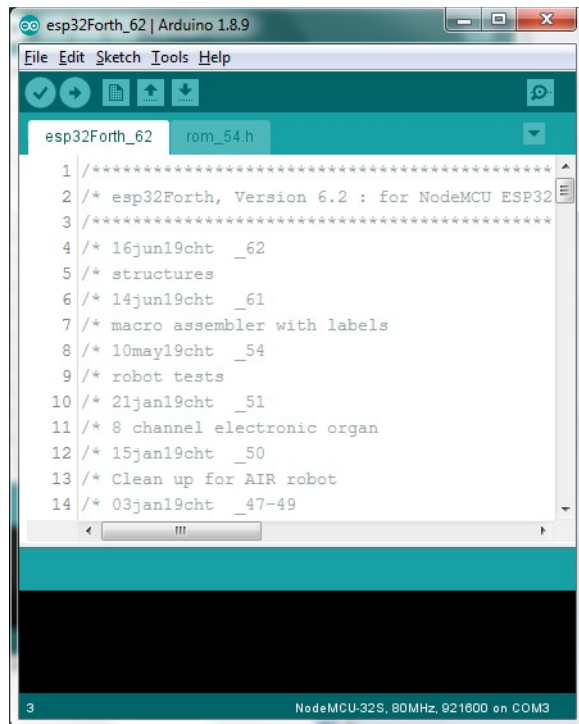 esp32Forth_62 | Arduino 1.8.9
File Edit Sketch Tools Help
esp32Forth_62 rom_54.h
1 /*********************************************
2 /* esp32Forth, Version 6.2 : for NodeMCU ESP32
3 /*********************************************
4 /* 16jun19cht _62
5 /* structures
6 /* 14jun19cht _61
7 /* macro assembler with labels
8 /* 10may19cht _54
9 /* robot tests
10 /* 21jan19cht _51
11 /* 8 channel electronic organ
12 /* 15jan19cht _50
13 /* Clean up for AIR robot
14 /* 03jan19cht _47-49
3 NodeMCU-32S, 80MHz, 921600 on COM3